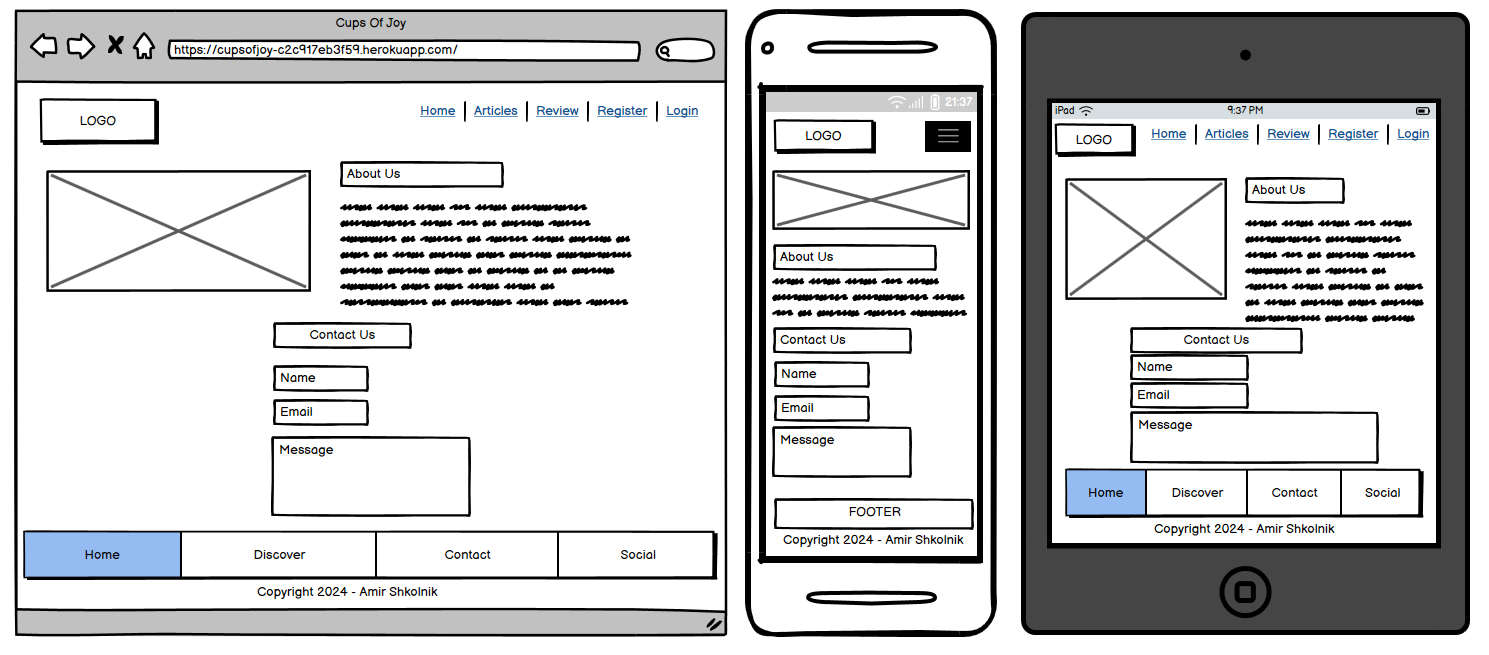 Cups Of Joy
https://cupsofjoy-c2c917eb3f59.herokuapp.com/
LOGO
Home Articles Review Register Login
About Us
Contact Us
Name
Email
Message
Home Discover Contact Social
Copyright 2024 - Amir Shkolnik
21:37
LOGO
About Us
Contact Us
Name
Email
Message
FOOTER
Copyright 2024 - Amir Shkolnik
iPad 9:37 PM
LOGO
Home Articles Review Register Login
About Us
Contact Us
Name
Email
Message
Home Discover Contact Social
Copyright 2024 - Amir Shkolnik